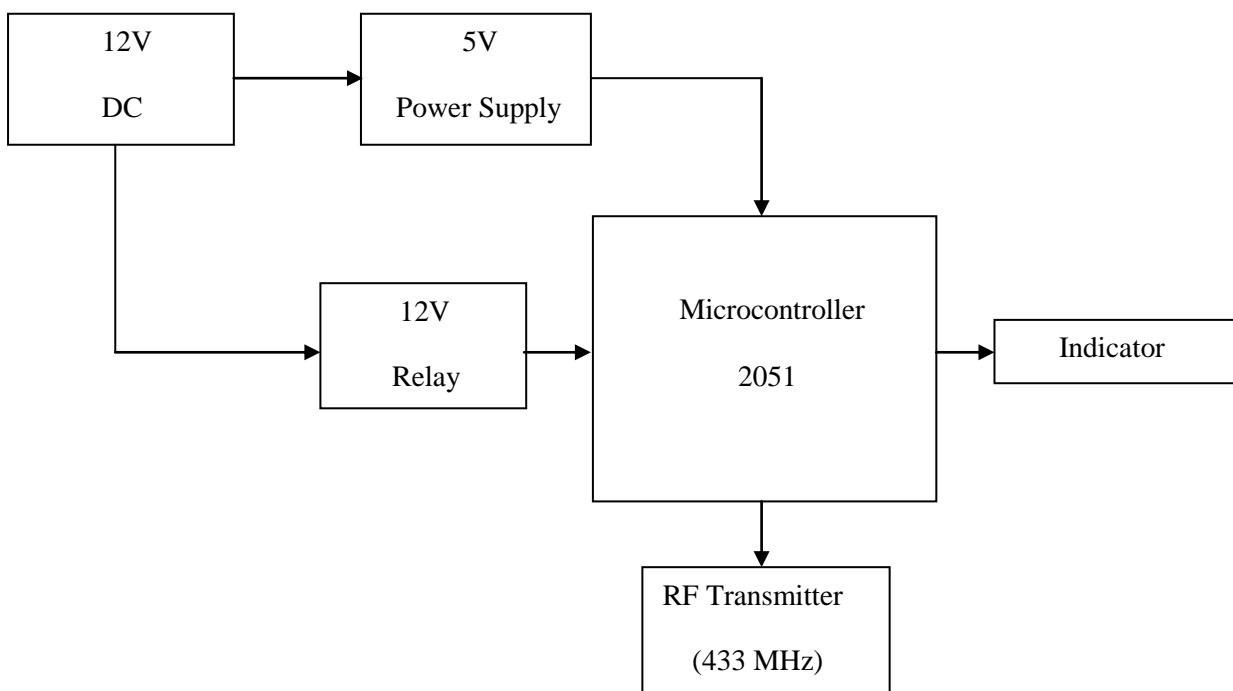 12V
DC
5V
Power Supply
12V
Relay
Microcontroller
2051
Indicator
RF Transmitter
(433 MHz)